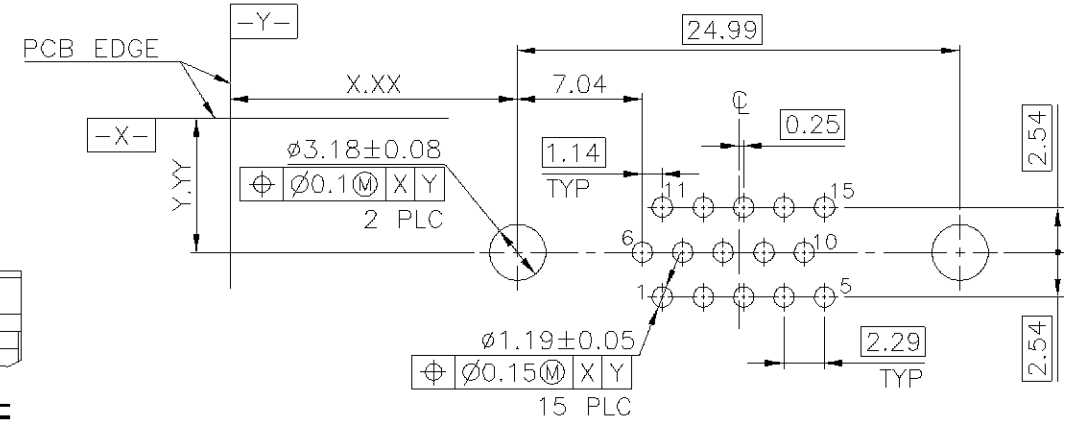 -Y-
24.99
PCB EDGE
X.XX
7.04
℄
0.25
2.54
-X-
ø3.18±0.08
1.14
TYP
⌖ Ø0.1Ⓜ X Y
2 PLC
Y.YY
11
15
6
10
1
5
ø1.19±0.05
⌖ Ø0.15Ⓜ X Y
15 PLC
2.29
TYP
2.54